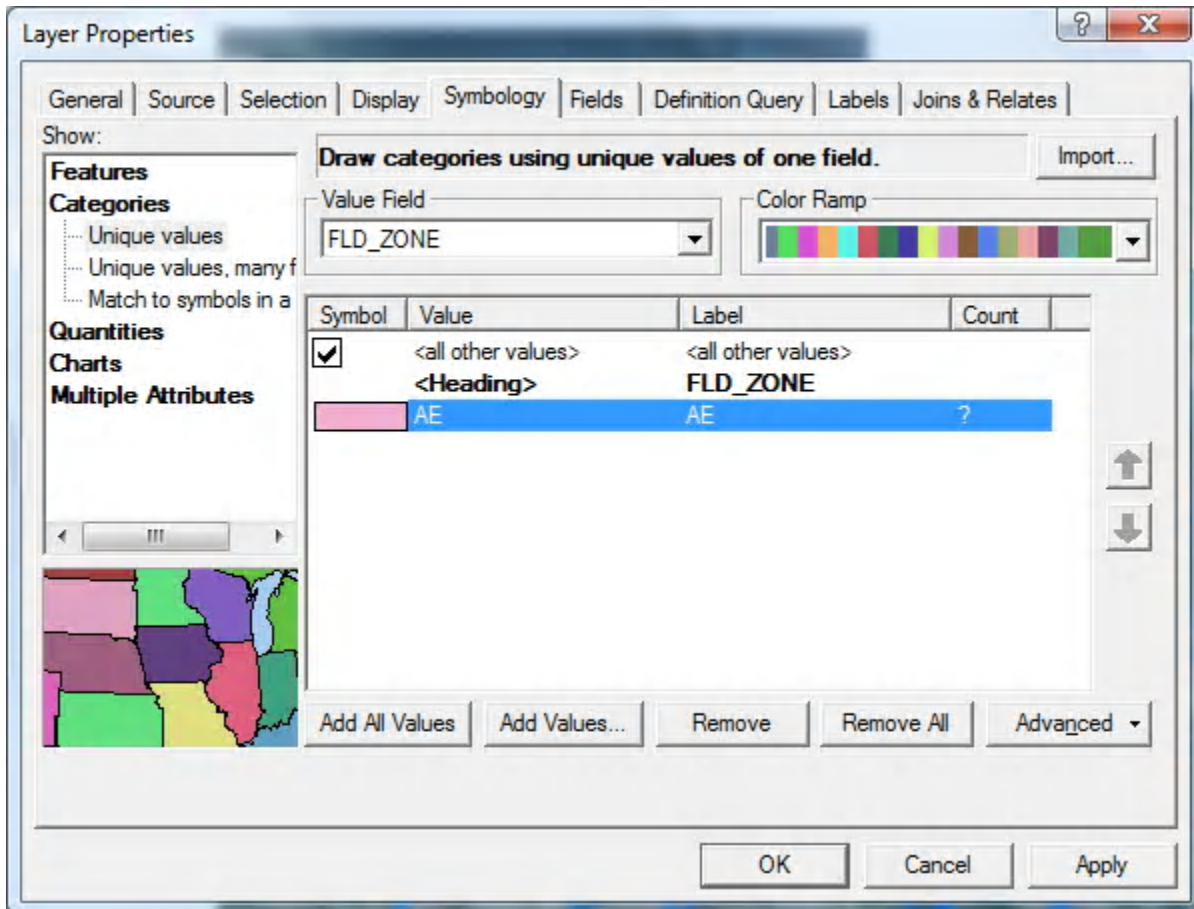 Layer Properties
General Source Selection Display Symbology Fields Definition Query Labels Joins & Relates
Show:
Features
Categories
Unique values
Unique values, many f
Match to symbols in a
Quantities
Charts
Multiple Attributes
Draw categories using unique values of one field.
Import...
Value Field
FLD_ZONE
Color Ramp
Symbol Value Label Count
<all other values> <all other values>
<Heading> FLD_ZONE
AE AE ?
Add All Values Add Values... Remove Remove All Advanced
OK Cancel Apply